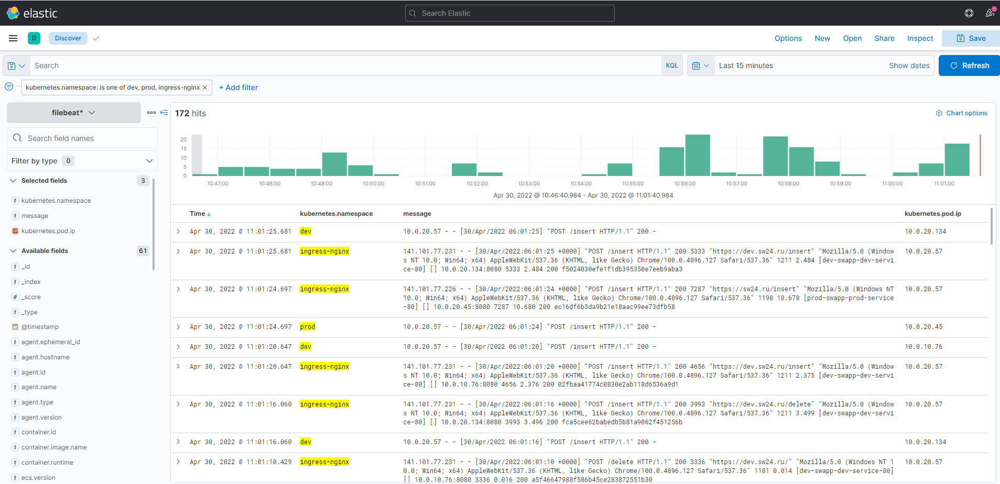 elastic
Search Elastic
D
Discover
Options
New
Open
Share
Inspect
Save
Search
KQL
Last 15 minutes
Show dates
Refresh
kubernetes.namespace: is one of dev, prod, ingress-nginx ×
+ Add filter
filebeat*
172 hits
Chart options
Search field names
Filter by type 0
Selected fields 3
t kubernetes.namespace
t message
IP kubernetes.pod.ip
Available fields 61
t _id
t _index
# _score
t _type
@timestamp
t agent.ephemeral_id
t agent.hostname
t agent.id
t agent.name
t agent.type
t agent.version
t container.id
t container.image.name
t container.runtime
t ecs.version
20
15
10
5
0
10:47:00 10:48:00 10:49:00 10:50:00 10:51:00 10:52:00 10:53:00 10:54:00 10:55:00 10:56:00 10:57:00 10:58:00 10:59:00 11:00:00 11:01:00
Apr 30, 2022 @ 10:46:40.984 - Apr 30, 2022 @ 11:01:40.984
Time kubernetes.namespace message kubernetes.pod.ip
Apr 30, 2022 @ 11:01:25.681 dev 10.0.20.57 - - [30/Apr/2022 06:01:25] "POST /insert HTTP/1.1" 200 - 10.0.20.134
Apr 30, 2022 @ 11:01:25.681 ingress-nginx 141.101.77.231 - - [30/Apr/2022:06:01:25 +0000] "POST /insert HTTP/1.1" 200 5333 "https://dev.sw24.ru/insert" "Mozilla/5.0 (Window 10.0.20.57
s NT 10.0; Win64; x64) AppleWebKit/537.36 (KHTML, like Gecko) Chrome/100.0.4896.127 Safari/537.36" 1211 2.484 [dev-swapp-dev-servi
ce-80] [] 10.0.20.134:8080 5333 2.484 200 f5024030efe1f1db395350e7eeb9aba3
Apr 30, 2022 @ 11:01:24.697 ingress-nginx 141.101.77.226 - - [30/Apr/2022:06:01:24 +0000] "POST /insert HTTP/1.1" 200 7287 "https://sw24.ru/insert" "Mozilla/5.0 (Windows NT 10.0.20.57
10.0; Win64; x64) AppleWebKit/537.36 (KHTML, like Gecko) Chrome/100.0.4896.127 Safari/537.36" 1198 10.678 [prod-swapp-prod-service
-80] [] 10.0.20.45:8080 7287 10.680 200 ec16df6b3da9b21e18aac99ee73dfb58
Apr 30, 2022 @ 11:01:24.697 prod 10.0.20.57 - - [30/Apr/2022 06:01:24] "POST /insert HTTP/1.1" 200 - 10.0.20.45
Apr 30, 2022 @ 11:01:20.647 dev 10.0.20.57 - - [30/Apr/2022 06:01:20] "POST /insert HTTP/1.1" 200 - 10.0.10.76
Apr 30, 2022 @ 11:01:20.647 ingress-nginx 141.101.77.231 - - [30/Apr/2022:06:01:20 +0000] "POST /insert HTTP/1.1" 200 4656 "https://dev.sw24.ru/insert" "Mozilla/5.0 (Window 10.0.20.57
s NT 10.0; Win64; x64) AppleWebKit/537.36 (KHTML, like Gecko) Chrome/100.0.4896.127 Safari/537.36" 1211 2.375 [dev-swapp-dev-servi
ce-80] [] 10.0.10.76:8080 4656 2.376 200 02fbaa41774c0830e2ab118d6536a9d1
Apr 30, 2022 @ 11:01:16.060 ingress-nginx 141.101.77.231 - - [30/Apr/2022:06:01:16 +0000] "POST /insert HTTP/1.1" 200 3993 "https://dev.sw24.ru/delete" "Mozilla/5.0 (Window 10.0.20.57
s NT 10.0; Win64; x64) AppleWebKit/537.36 (KHTML, like Gecko) Chrome/100.0.4896.127 Safari/537.36" 1211 3.499 [dev-swapp-dev-servi
ce-80] [] 10.0.20.134:8080 3993 3.496 200 fca5cee62babedb5b81a9062f451256b
Apr 30, 2022 @ 11:01:16.060 dev 10.0.20.57 - - [30/Apr/2022 06:01:16] "POST /insert HTTP/1.1" 200 - 10.0.20.134
Apr 30, 2022 @ 11:01:10.429 ingress-nginx 141.101.77.231 - - [30/Apr/2022:06:01:10 +0000] "POST /delete HTTP/1.1" 200 3336 "https://dev.sw24.ru/" "Mozilla/5.0 (Windows NT 1 10.0.20.57
0.0; Win64; x64) AppleWebKit/537.36 (KHTML, like Gecko) Chrome/100.0.4896.127 Safari/537.36" 1181 0.014 [dev-swapp-dev-service-80]
[] 10.0.10.76:8080 3336 0.016 200 a5f46647988f586b45ce283872551b30